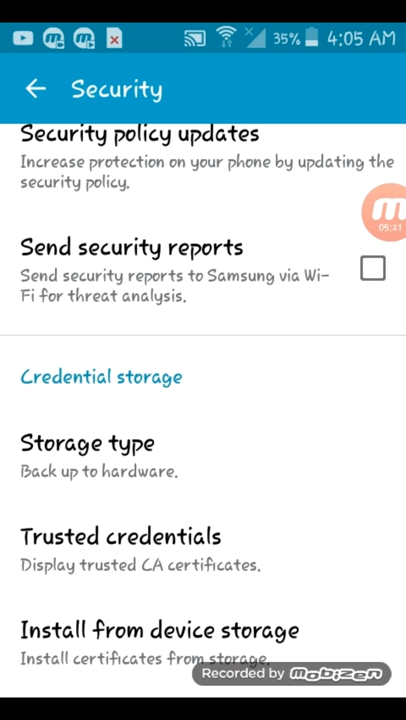 35% 4:05 AM
Security
Security policy updates
Increase protection on your phone by updating the
security policy.
m
05:21
Send security reports
Send security reports to Samsung via Wi-
Fi for threat analysis.
Credential storage
Storage type
Back up to hardware.
Trusted credentials
Display trusted CA certificates.
Install from device storage
Install certificates from storage.
Recorded by mobizen